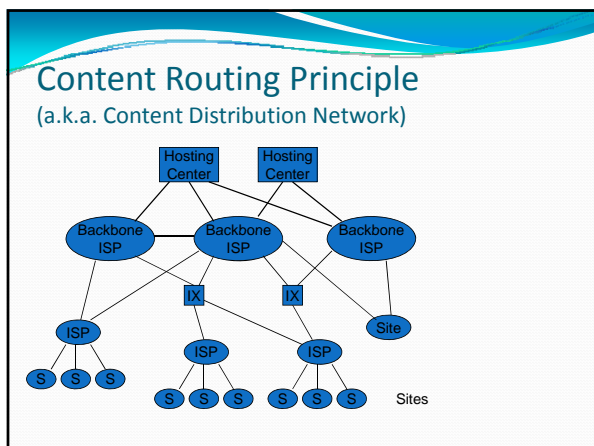 Content Routing Principle
(a.k.a. Content Distribution Network)
Hosting
Center
Hosting
Center
Backbone
ISP
Backbone
ISP
Backbone
ISP
IX
IX
Site
ISP
ISP
ISP
S
S
S
S
S
S
S
S
S
Sites